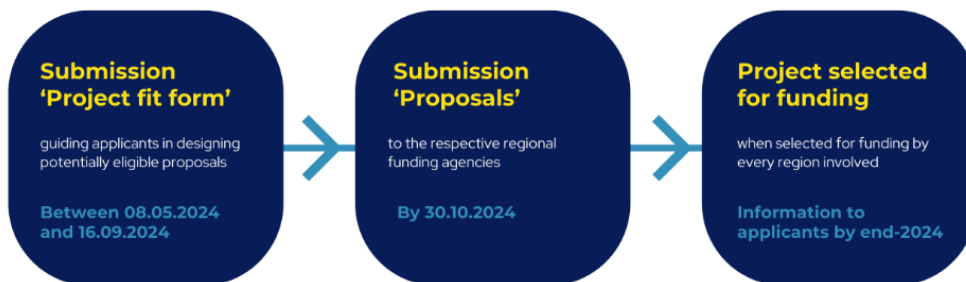 Submission
‘Project fit form’
guiding applicants in designing
potentially eligible proposals
Between 08.05.2024
and 16.09.2024
Submission
‘Proposals’
to the respective regional
funding agencies
By 30.10.2024
Project selected
for funding
when selected for funding by
every region involved
Information to
applicants by end-2024